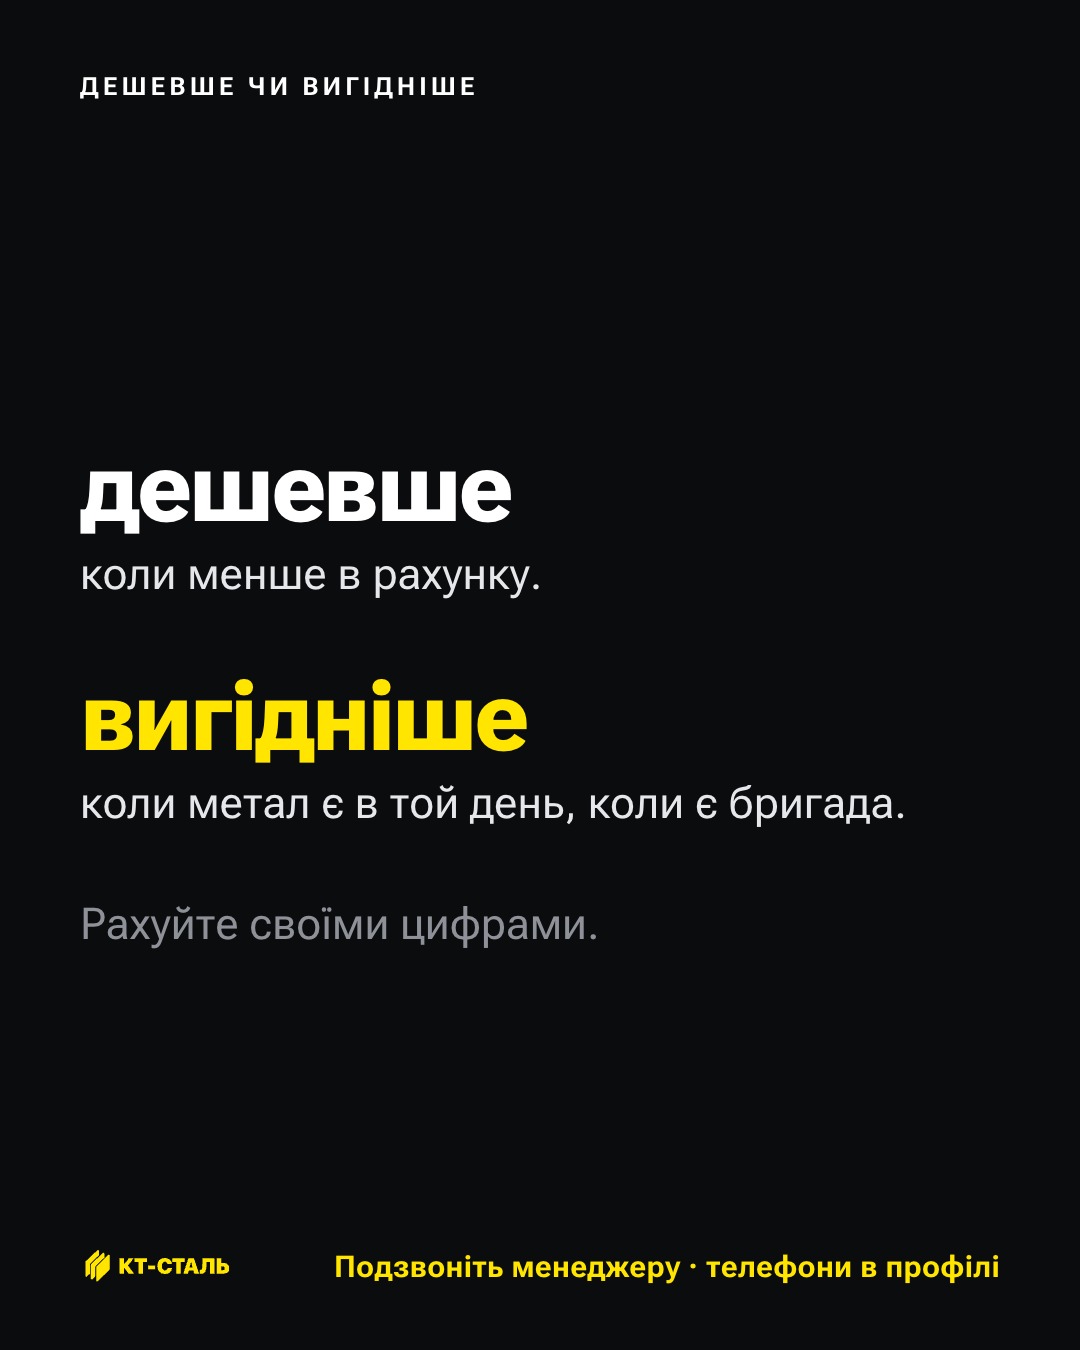 ДЕШЕВШЕ ЧИ ВИГІДНІШЕ
дешевше
коли менше в рахунку.
вигідніше
коли метал є в той день, коли є бригада.
Рахуйте своїми цифрами.
КТ-СТАЛЬ
Подзвоніть менеджеру · телефони в профілі